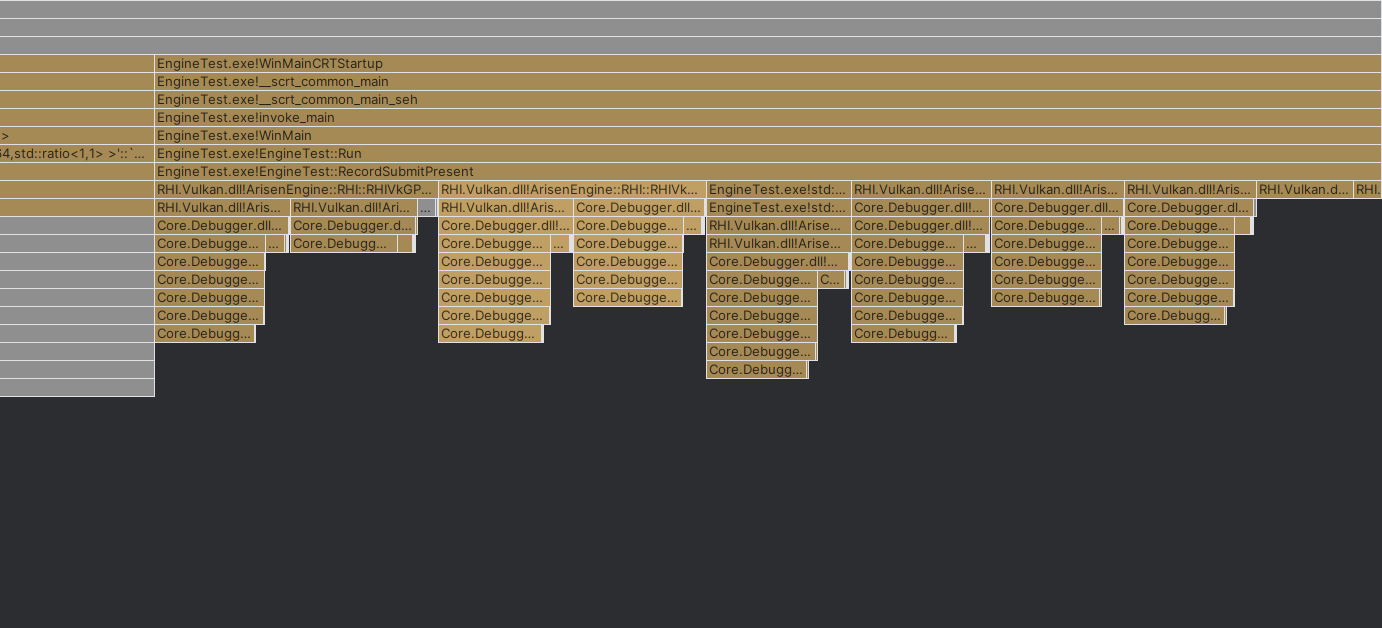 EngineTest.exe!WinMainCRTStartup
EngineTest.exe!__scrt_common_main
EngineTest.exe!__scrt_common_main_seh
EngineTest.exe!invoke_main
> EngineTest.exe!WinMain
64,std::ratio<1,1> >'::`... EngineTest.exe!EngineTest::Run
EngineTest.exe!EngineTest::RecordSubmitPresent
RHI.Vulkan.dll!ArisenEngine::RHI::RHIVkGP... RHI.Vulkan.dll!ArisenEngine::RHI::RHIVk... EngineTest.exe!std:... RHI.Vulkan.dll!Arise... RHI.Vulkan.dll!Aris... RHI.Vulkan.dll!Aris... RHI.Vulkan.d... RHI.
RHI.Vulkan.dll!Aris... RHI.Vulkan.dll!Ari... ... RHI.Vulkan.dll!Aris... Core.Debugger.dll... EngineTest.exe!std:... Core.Debugger.dll!... Core.Debugger.dll... Core.Debugger.dl...
Core.Debugger.dll... Core.Debugger.d... Core.Debugger.dll!... Core.Debugge... ... RHI.Vulkan.dll!Arise... Core.Debugger.dll!... Core.Debugge... ... Core.Debugge...
Core.Debugge... ... Core.Debugg... Core.Debugge... ... Core.Debugge... RHI.Vulkan.dll!Arise... Core.Debugge... ... Core.Debugge... Core.Debugge...
Core.Debugge... Core.Debugge... Core.Debugge... Core.Debugger.dll!... Core.Debugge... Core.Debugge... Core.Debugge...
Core.Debugge... Core.Debugge... Core.Debugge... Core.Debugge... C... Core.Debugge... Core.Debugge... Core.Debugge...
Core.Debugge... Core.Debugge... Core.Debugge... Core.Debugge... Core.Debugge... Core.Debugge... Core.Debugge...
Core.Debugge... Core.Debugge... Core.Debugge... Core.Debugge... Core.Debugg...
Core.Debugg... Core.Debugg... Core.Debugge... Core.Debugg...
Core.Debugge...
Core.Debugg...